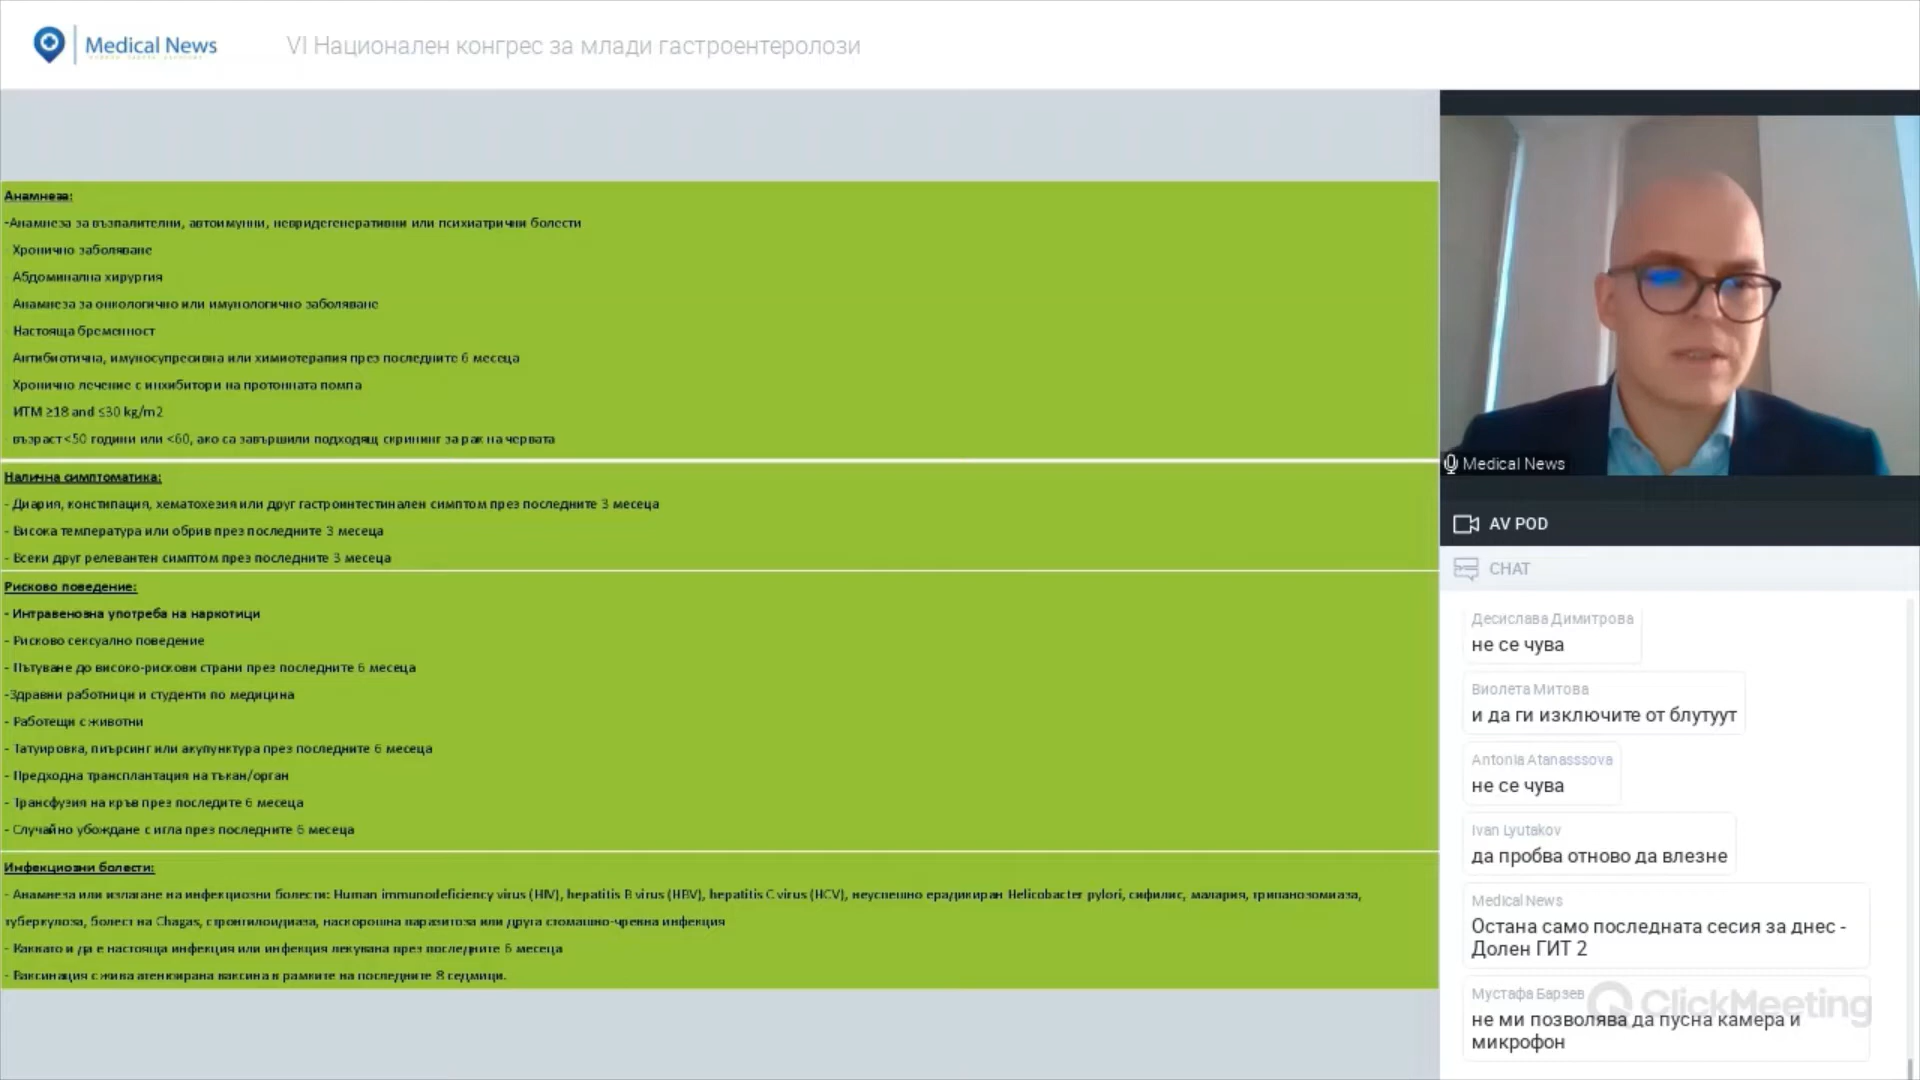 Medical News
VI Национален конгрес за млади гастроентеролози
Анамнеза:
-Анамнеза за възпалителни, автоимунни, невридегенеративни или психиатрични болести
Хронично заболяване
Абдоминална хирургия
Анамнеза за онкологично или имунологично заболяване
Настояща бременност
Антибиотична, имуносупресивна или химиотерапия през последните 6 месеца
Хронично лечение с инхибитори на протонната помпа
ИТМ ≥18 and ≤30 kg/m2
възраст <50 години или <60, ако са завършили подходящ скрининг за рак на червата
Налична симптоматика:
- Диария, констипация, хематохезия или друг гастроинтестинален симптом през последните 3 месеца
- Висока температура или обрив през последните 3 месеца
- Всеки друг релевантен симптом през последните 3 месеца
Рисково поведение:
- Интравенозна употреба на наркотици
- Рисково сексуално поведение
- Пътуване до високо-рискови страни през последните 6 месеца
-Здравни работници и студенти по медицина
- Работещи с животни
- Татуировка, пиърсинг или акупунктура през последните 6 месеца
- Предходна трансплантация на тъкан/орган
- Трансфузия на кръв през последите 6 месеца
- Случайно убождане с игла през последните 6 месеца
Инфекциозни болести:
- Анамнеза или излагане на инфекциозни болести: Human immunodeficiency virus (HIV), hepatitis B virus (HBV), hepatitis C virus (HCV), неуспешно ерадикиран Helicobacter pylori, сифилис, малария, трипанозомиаза,
туберкулоза, болест на Chagas, стронгилоидиаза, наскорошна паразитоза или друга стомашно-чревна инфекция
- Каквато и да е настояща инфекция или инфекция лекувана през последните 6 месеца
- Ваксинация с жива атенюирана ваксина в рамките на последните 8 седмици.
Medical News
AV POD
CHAT
Десислава Димитрова
не се чува
Виолета Митова
и да ги изключите от блутуут
Antonia Atanasssova
не се чува
Ivan Lyutakov
да пробва отново да влезне
Medical News
Остана само последната сесия за днес -
Долен ГИТ 2
Мустафа Барзев
не ми позволява да пусна камера и
микрофон
ClickMeeting